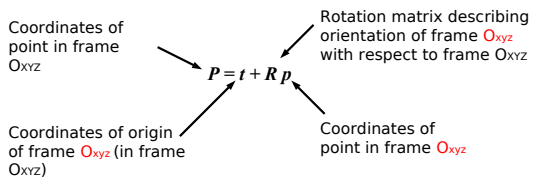 Coordinates of
point in frame
OXYZ
Rotation matrix describing
orientation of frame Oxyz
with respect to frame OXYZ
P = t + R p
Coordinates of origin
of frame Oxyz (in frame
OXYZ)
Coordinates of
point in frame Oxyz